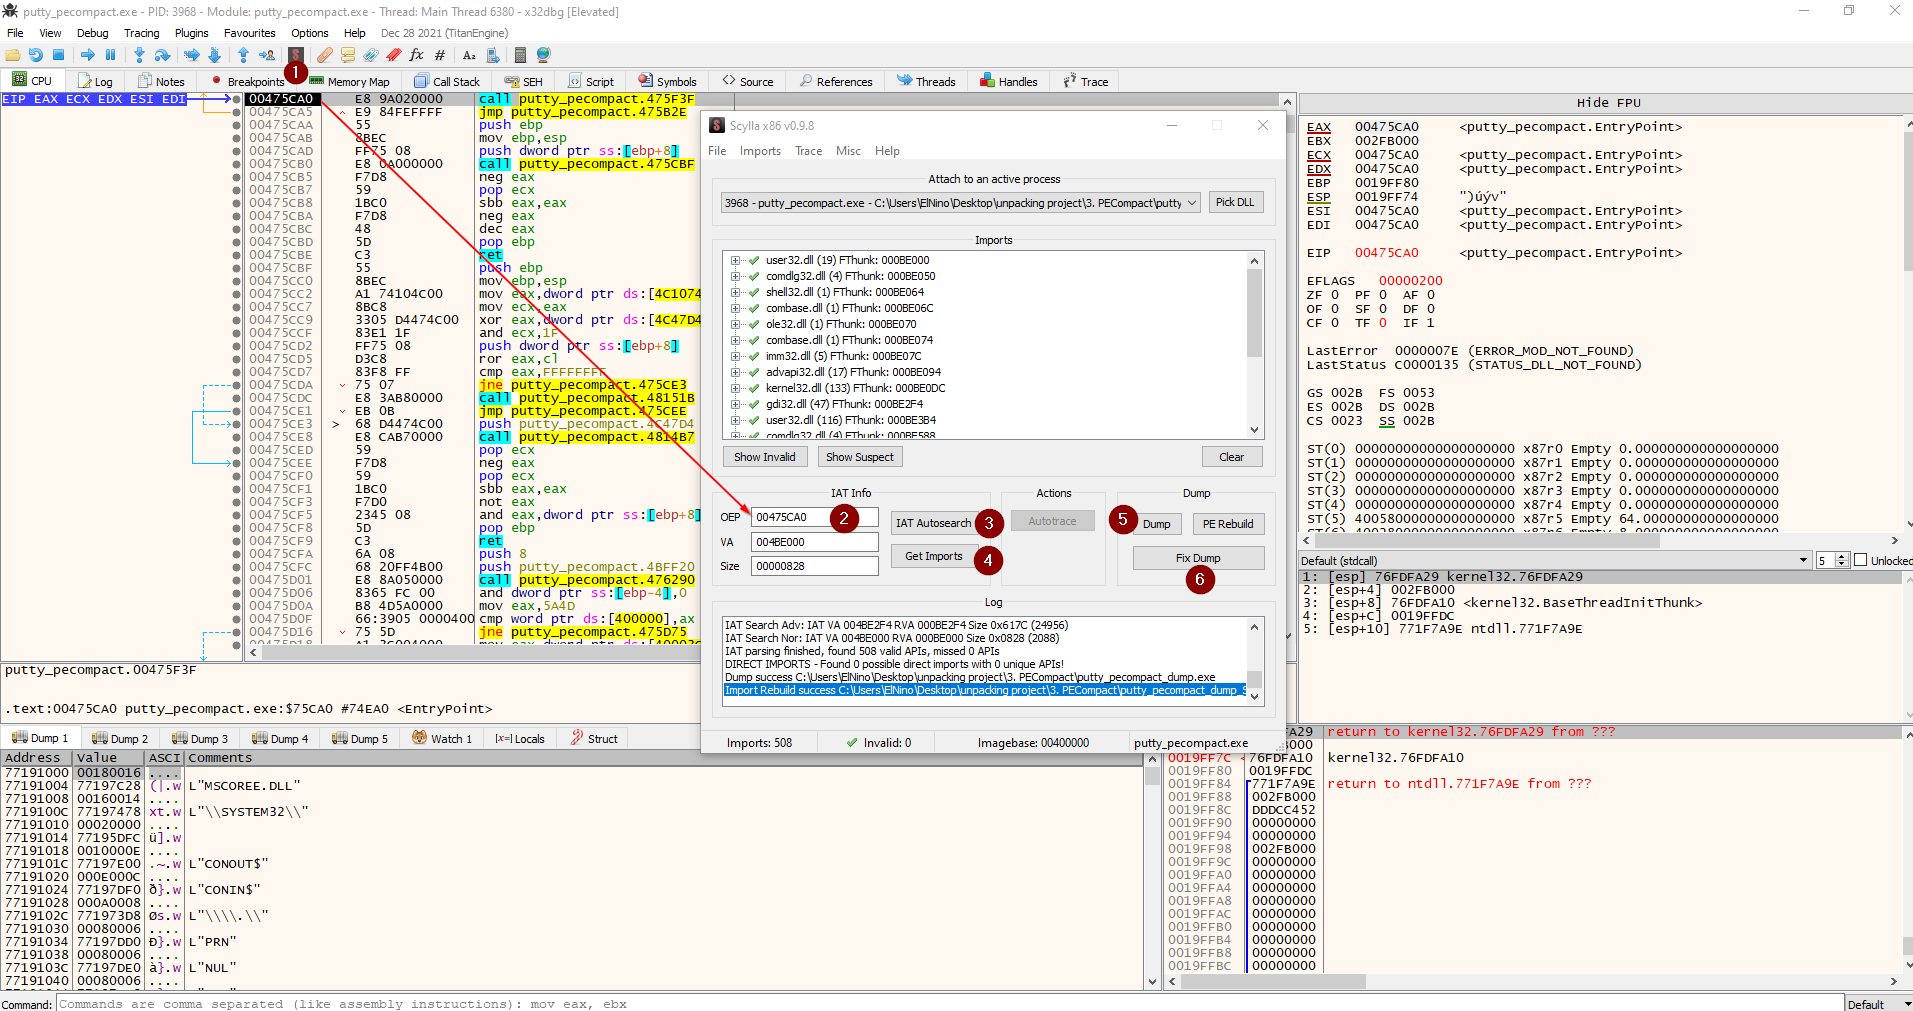 putty_pecompact.exe - PID: 3968 - Module: putty_pecompact.exe - Thread: Main Thread 6380 - x32dbg [Elevated]
File View Debug Tracing Plugins Favourites Options Help Dec 28 2021 (TitanEngine)
CPU Log Notes Breakpoints Memory Map Call Stack SEH Script Symbols Source References Threads Handles Trace
1
EIP EAX ECX EDX ESI EDI
00475CA0 E8 9A020000 call putty_pecompact.475F3F
00475CA5 E9 84FEFFFF jmp putty_pecompact.475B2E
00475CAA 55 push ebp
00475CAB 8BEC mov ebp,esp
00475CAD FF75 08 push dword ptr ss:[ebp+8]
00475CB0 E8 0A000000 call putty_pecompact.475CBF
00475CB5 F7D8 neg eax
00475CB7 59 pop ecx
00475CB8 1BC0 sbb eax,eax
00475CBA F7D8 neg eax
00475CBC 48 dec eax
00475CBD 5D pop ebp
00475CBE C3 ret
00475CBF 55 push ebp
00475CC0 8BEC mov ebp,esp
00475CC2 A1 74104C00 mov eax,dword ptr ds:[4C1074
00475CC7 8BC8 mov ecx,eax
00475CC9 3305 D4474C00 xor eax,dword ptr ds:[4C47D4
00475CCF 83E1 1F and ecx,1F
00475CD2 FF75 08 push dword ptr ss:[ebp+8]
00475CD5 D3C8 ror eax,cl
00475CD7 83F8 FF cmp eax,FFFFFFFF
00475CDA 75 07 jne putty_pecompact.475CE3
00475CDC E8 3AB80000 call putty_pecompact.48151B
00475CE1 EB 0B jmp putty_pecompact.475CEE
00475CE3 > 68 D4474C00 push putty_pecompact.4C47D4
00475CE8 E8 CAB70000 call putty_pecompact.4814B7
00475CED 59 pop ecx
00475CEE F7D8 neg eax
00475CF0 59 pop ecx
00475CF1 1BC0 sbb eax,eax
00475CF3 F7D0 not eax
00475CF5 2345 08 and eax,dword ptr ss:[ebp+8]
00475CF8 5D pop ebp
00475CF9 C3 ret
00475CFA 6A 08 push 8
00475CFC 68 20FF4B00 push putty_pecompact.4BFF20
00475D01 E8 8A050000 call putty_pecompact.476290
00475D06 8365 FC 00 and dword ptr ss:[ebp-4],0
00475D0A B8 4D5A0000 mov eax,5A4D
00475D0F 66:3905 0000400 cmp word ptr ds:[400000],ax
00475D16 75 5D jne putty_pecompact.475D75
putty_pecompact.00475F3F
.text:00475CA0 putty_pecompact.exe:$75CA0 #74EA0 <EntryPoint>
Scylla x86 v0.9.8
File Imports Trace Misc Help
Attach to an active process
3968 - putty_pecompact.exe - C:\Users\ElNino\Desktop\unpacking project\3. PECompact\putty
Pick DLL
Imports
user32.dll (19) FThunk: 000BE000
comdlg32.dll (4) FThunk: 000BE050
shell32.dll (1) FThunk: 000BE064
combase.dll (1) FThunk: 000BE06C
ole32.dll (1) FThunk: 000BE070
combase.dll (1) FThunk: 000BE074
imm32.dll (5) FThunk: 000BE07C
advapi32.dll (17) FThunk: 000BE094
kernel32.dll (133) FThunk: 000BE0DC
gdi32.dll (47) FThunk: 000BE2F4
user32.dll (116) FThunk: 000BE3B4
comdlg32.dll (4) FThunk: 000BE588
Show Invalid Show Suspect Clear
IAT Info Actions Dump
OEP 00475CA0 2 IAT Autosearch 3 Autotrace 5 Dump PE Rebuild
VA 004BE000 Get Imports 4 Fix Dump
Size 00000828 6
Log
IAT Search Adv: IAT VA 004BE2F4 RVA 000BE2F4 Size 0x617C (24956)
IAT Search Nor: IAT VA 004BE000 RVA 000BE000 Size 0x0828 (2088)
IAT parsing finished, found 508 valid APIs, missed 0 APIs
DIRECT IMPORTS - Found 0 possible direct imports with 0 unique APIs!
Dump success C:\Users\ElNino\Desktop\unpacking project\3. PECompact\putty_pecompact_dump.exe
Import Rebuild success C:\Users\ElNino\Desktop\unpacking project\3. PECompact\putty_pecompact_dump_S
Imports: 508 Invalid: 0 Imagebase: 00400000 putty_pecompact.exe
Hide FPU
EAX 00475CA0 <putty_pecompact.EntryPoint>
EBX 002FB000
ECX 00475CA0 <putty_pecompact.EntryPoint>
EDX 00475CA0 <putty_pecompact.EntryPoint>
EBP 0019FF80
ESP 0019FF74 ")úýv"
ESI 00475CA0 <putty_pecompact.EntryPoint>
EDI 00475CA0 <putty_pecompact.EntryPoint>
EIP 00475CA0 <putty_pecompact.EntryPoint>
EFLAGS 00000200
ZF 0 PF 0 AF 0
OF 0 SF 0 DF 0
CF 0 TF 0 IF 1
LastError 0000007E (ERROR_MOD_NOT_FOUND)
LastStatus C0000135 (STATUS_DLL_NOT_FOUND)
GS 002B FS 0053
ES 002B DS 002B
CS 0023 SS 002B
ST(0) 00000000000000000000 x87r0 Empty 0.000000000000000000
ST(1) 00000000000000000000 x87r1 Empty 0.000000000000000000
ST(2) 00000000000000000000 x87r2 Empty 0.000000000000000000
ST(3) 00000000000000000000 x87r3 Empty 0.000000000000000000
ST(4) 00000000000000000000 x87r4 Empty 0.000000000000000000
ST(5) 40058000000000000000 x87r5 Empty 64.00000000000000000
Default (stdcall) 5 Unlocked
1: [esp] 76FDFA29 kernel32.76FDFA29
2: [esp+4] 002FB000
3: [esp+8] 76FDFA10 <kernel32.BaseThreadInitThunk>
4: [esp+C] 0019FFDC
5: [esp+10] 771F7A9E ntdll.771F7A9E
Dump 1 Dump 2 Dump 3 Dump 4 Dump 5 Watch 1 Locals Struct
Address Value ASCI Comments
77191000 00180016 ....
77191004 77197C28 (|.w L"MSCOREE.DLL"
77191008 00160014 ....
7719100C 77197478 xt.w L"\\SYSTEM32\\"
77191010 00020000 ....
77191014 77195DFC ü].w
77191018 0010000E ....
7719101C 77197E00 .~.w L"CONOUT$"
77191020 000E000C ....
77191024 77197DF0 ð}.w L"CONIN$"
77191028 000A0008 ....
7719102C 771973D8 Øs.w L"\\\\.\\"
77191030 00080006 ....
77191034 77197DD0 Ð}.w L"PRN"
77191038 00080006 ....
7719103C 77197DE0 à}.w L"NUL"
77191040 00080006 ....
FA29 return to kernel32.76FDFA29 from ???
B000
0019FF7C 76FDFA10 kernel32.76FDFA10
0019FF80 0019FFDC
0019FF84 771F7A9E return to ntdll.771F7A9E from ???
0019FF88 002FB000
0019FF8C DDDCC452
0019FF90 00000000
0019FF94 00000000
0019FF98 002FB000
0019FF9C 00000000
0019FFA0 00000000
0019FFA4 00000000
0019FFA8 00000000
0019FFAC 00000000
0019FFB0 00000000
0019FFB4 00000000
0019FFB8 00000000
0019FFBC 00000000
Command: Commands are comma separated (like assembly instructions): mov eax, ebx Default